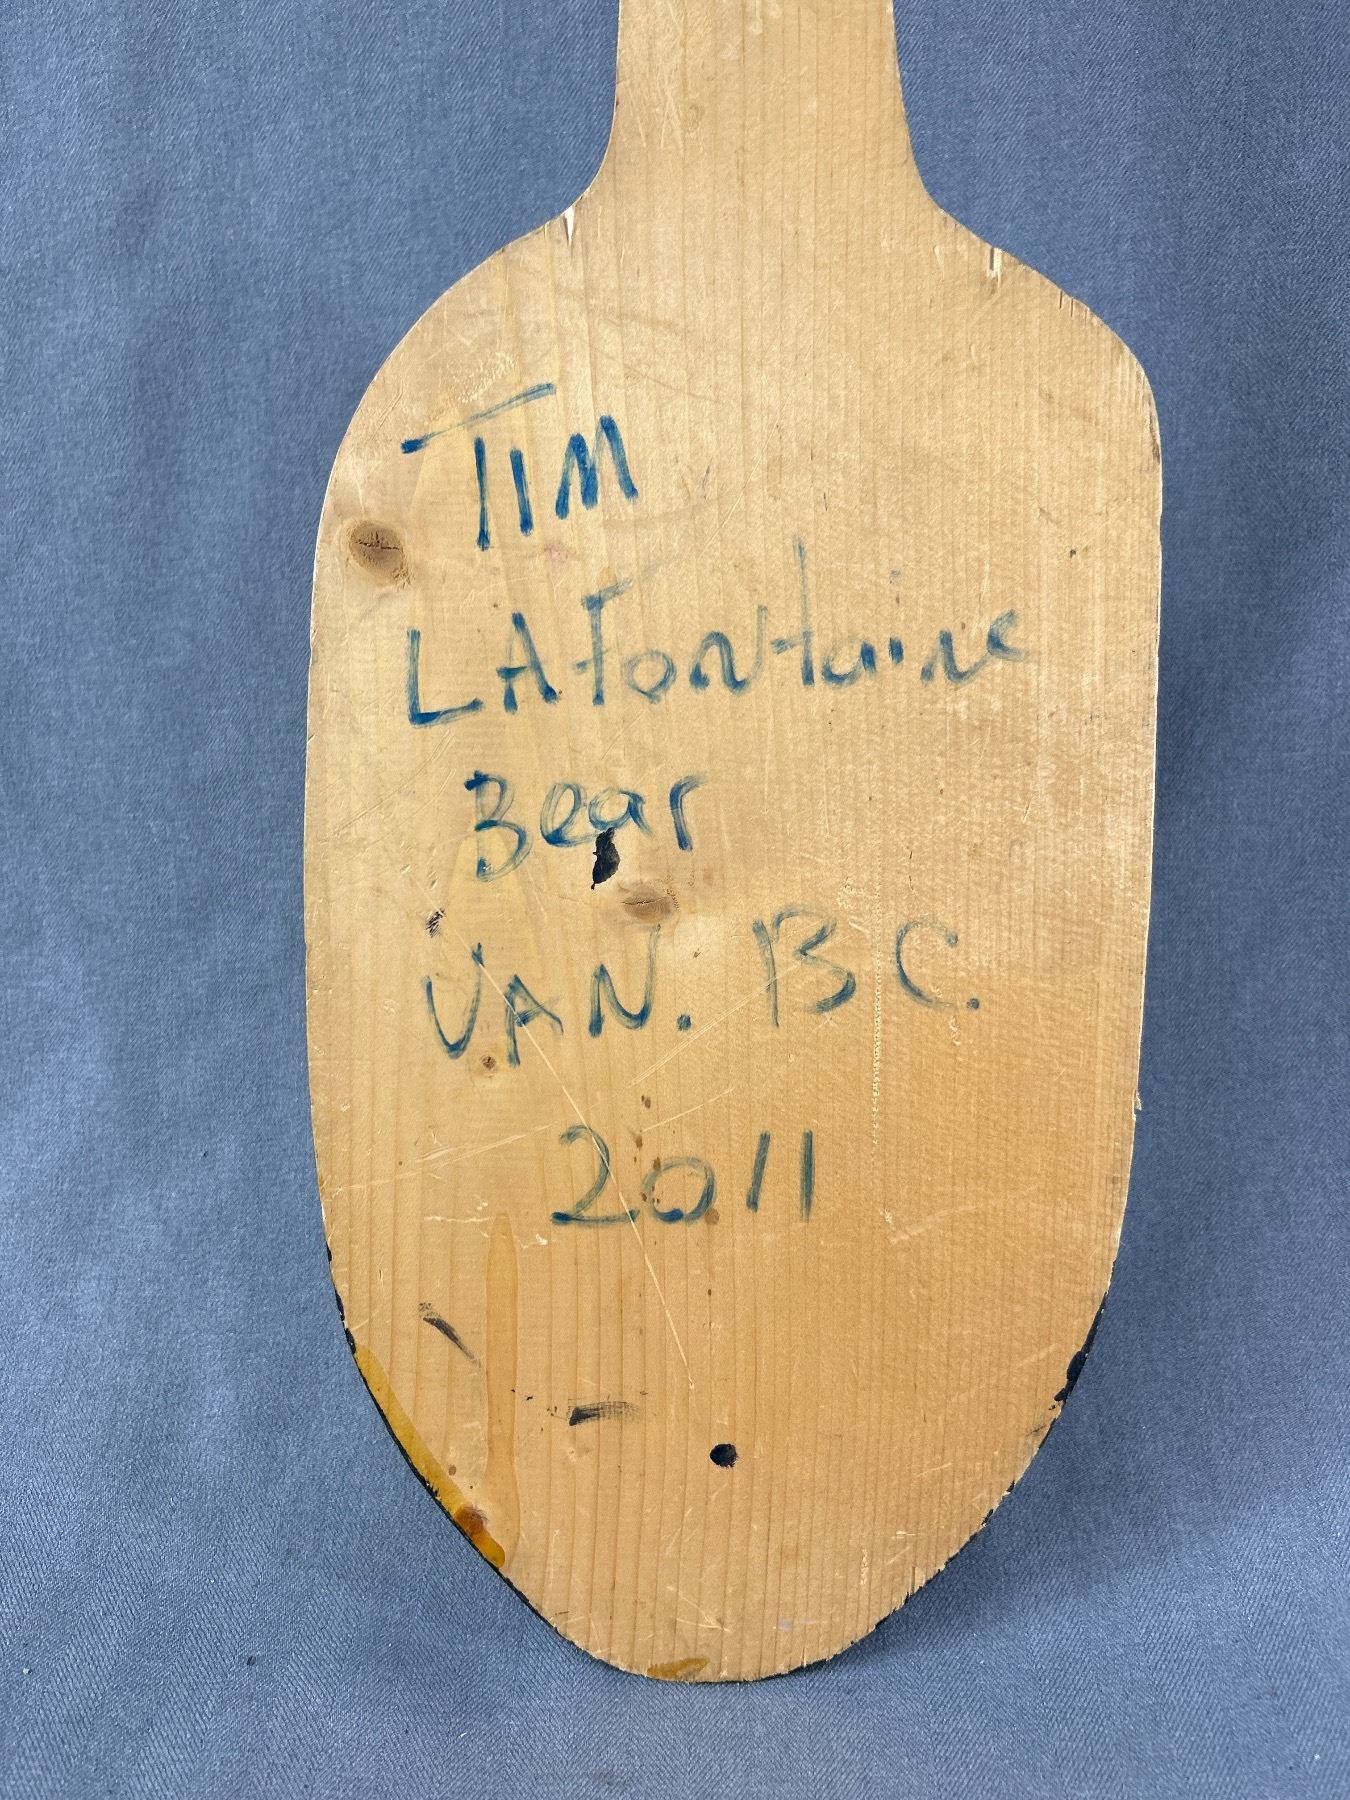 TIM
LAFontaine
Bear
VAN. BC.
2011